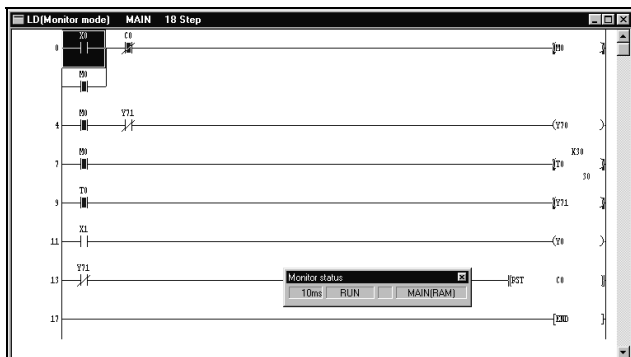 LD(Monitor mode) MAIN 18 Step
X0 C0
0 M0
M0
M0 Y71
4 Y70
M0 K30
7 T0
30
T0
9 Y71
X1
11 Y0
Y71
13 RST C0
Monitor status
10ms RUN MAIN(RAM)
17 END